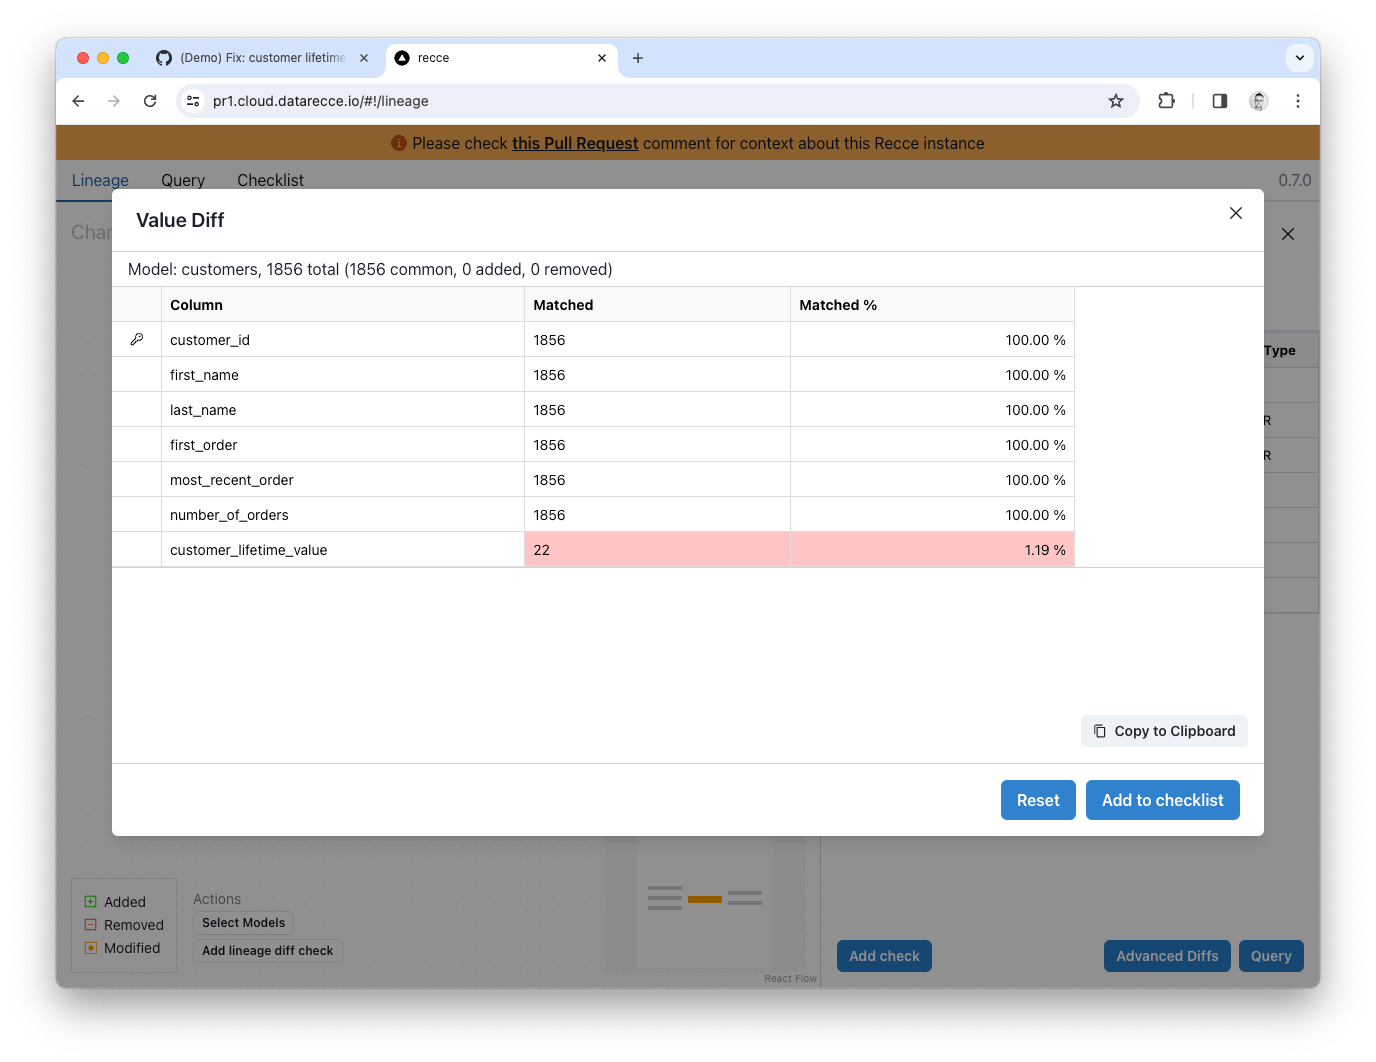 (Demo) Fix: customer lifetime
recce
pr1.cloud.datarecce.io/#!/lineage
Please check this Pull Request comment for context about this Recce instance
Lineage Query Checklist 0.7.0
Value Diff
Model: customers, 1856 total (1856 common, 0 added, 0 removed)
Column Matched Matched %
customer_id 1856 100.00 %
first_name 1856 100.00 %
last_name 1856 100.00 %
first_order 1856 100.00 %
most_recent_order 1856 100.00 %
number_of_orders 1856 100.00 %
customer_lifetime_value 22 1.19 %
Type
R
R
Copy to Clipboard
Reset Add to checklist
Added
Removed
Modified
Actions
Select Models
Add lineage diff check
React Flow
Add check Advanced Diffs Query